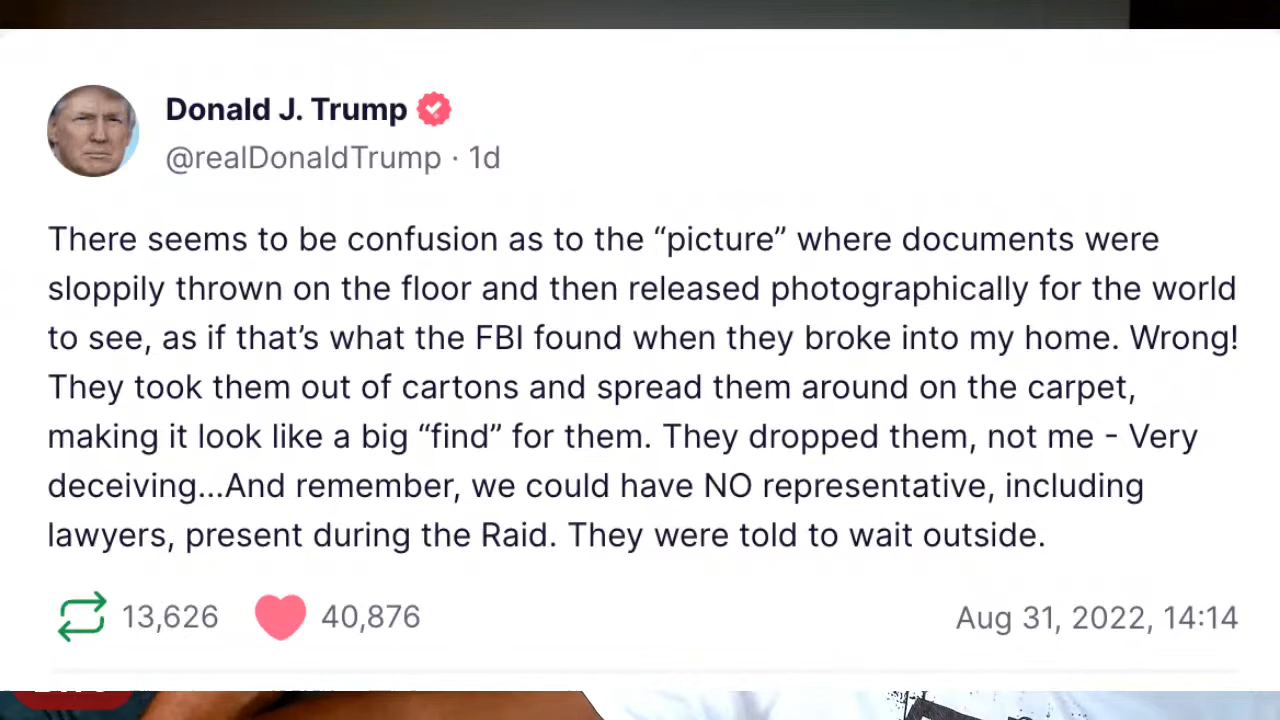 Donald J. Trump
@realDonaldTrump · 1d
There seems to be confusion as to the “picture” where documents were
sloppily thrown on the floor and then released photographically for the world
to see, as if that’s what the FBI found when they broke into my home. Wrong!
They took them out of cartons and spread them around on the carpet,
making it look like a big “find” for them. They dropped them, not me - Very
deceiving...And remember, we could have NO representative, including
lawyers, present during the Raid. They were told to wait outside.
13,626 40,876 Aug 31, 2022, 14:14